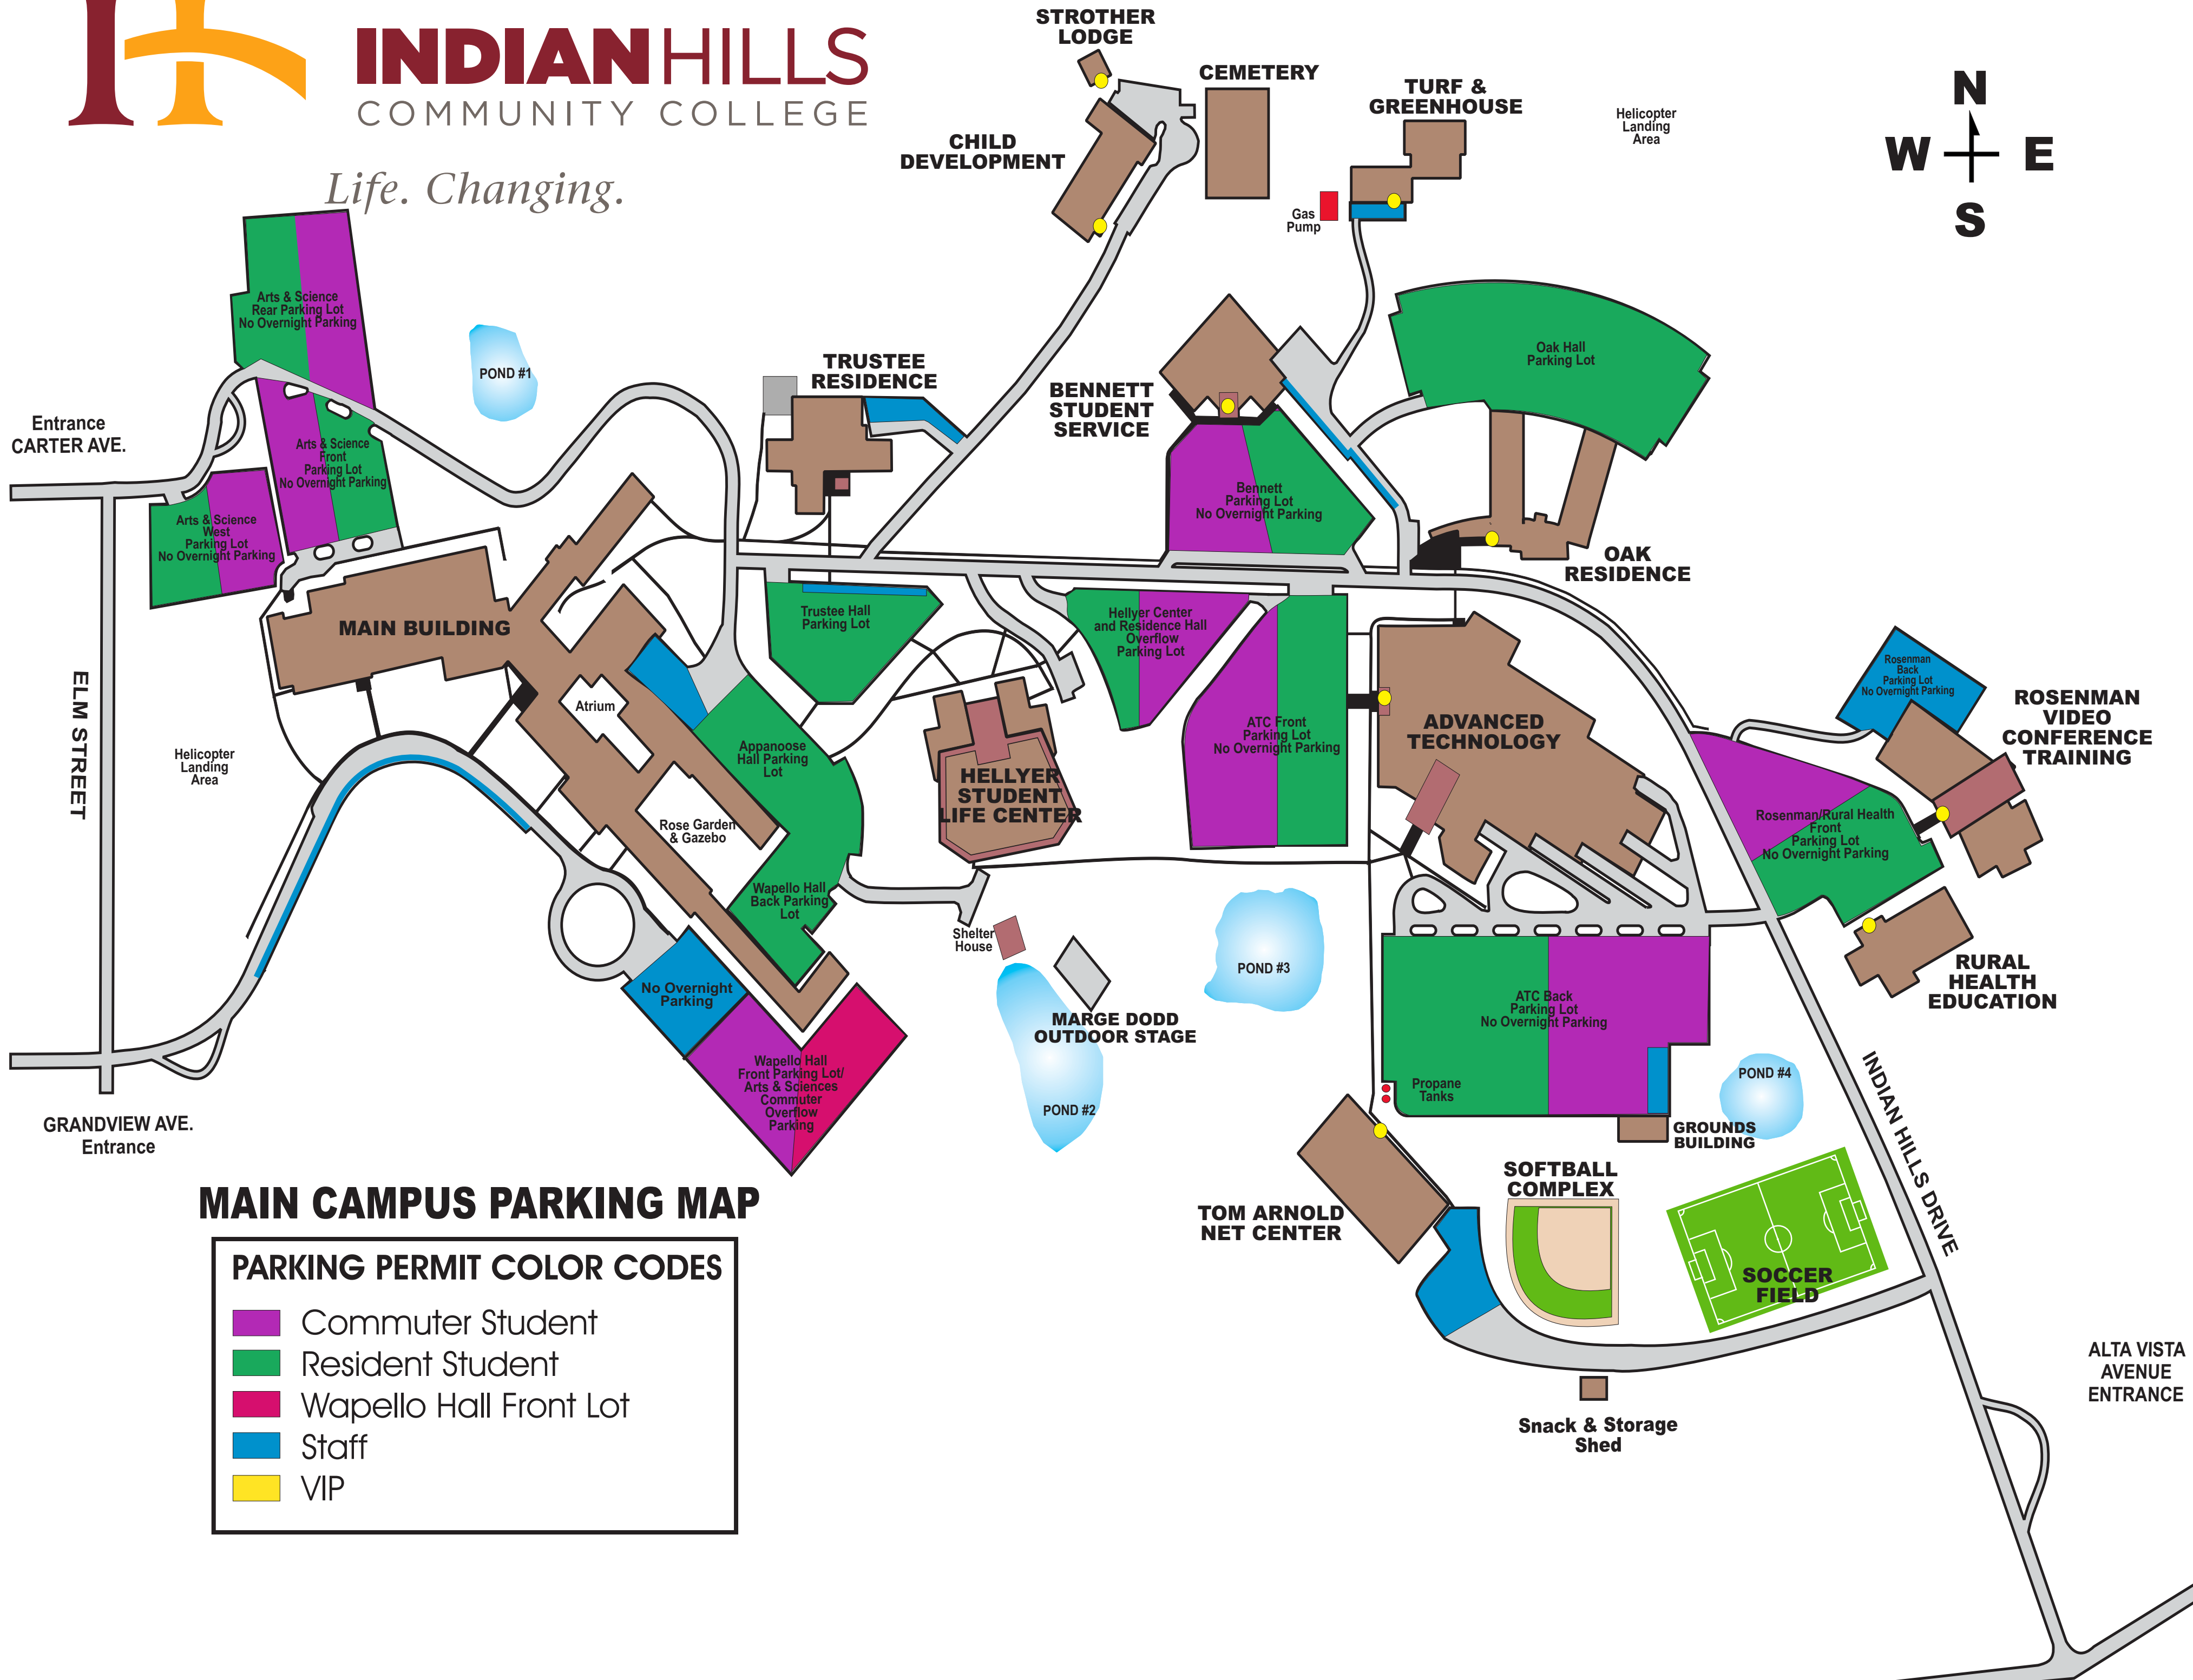 INDIAN HILLS
COMMUNITY COLLEGE
Life. Changing.
STROTHER
LODGE
CEMETERY
TURF &
GREENHOUSE
Helicopter
Landing
Area
N
W E
S
CHILD
DEVELOPMENT
Gas
Pump
Arts & Science
Rear Parking Lot
No Overnight Parking
POND #1
TRUSTEE
RESIDENCE
BENNETT
STUDENT
SERVICE
Oak Hall
Parking Lot
Entrance
CARTER AVE.
Arts & Science
Front
Parking Lot
No Overnight Parking
Arts & Science
West
Parking Lot
No Overnight Parking
Bennett
Parking Lot
No Overnight Parking
OAK
RESIDENCE
MAIN BUILDING
Trustee Hall
Parking Lot
Hellyer Center
and Residence Hall
Overflow
Parking Lot
Rosenman
Back
Parking Lot
No Overnight Parking
ROSENMAN
VIDEO
CONFERENCE
TRAINING
ELM STREET
Atrium
Helicopter
Landing
Area
Appanoose
Hall Parking
Lot
ATC Front
Parking Lot
No Overnight Parking
ADVANCED
TECHNOLOGY
HELLYER
STUDENT
LIFE CENTER
Rose Garden
& Gazebo
Rosenman/Rural Health
Front
Parking Lot
No Overnight Parking
Wapello Hall
Back Parking
Lot
Shelter
House
POND #3
RURAL
HEALTH
EDUCATION
No Overnight
Parking
MARGE DODD
OUTDOOR STAGE
ATC Back
Parking Lot
No Overnight Parking
Wapello Hall
Front Parking Lot/
Arts & Sciences
Commuter
Overflow
Parking
POND #2
Propane
Tanks
POND #4
GROUNDS
BUILDING
INDIAN HILLS DRIVE
GRANDVIEW AVE.
Entrance
SOFTBALL
COMPLEX
TOM ARNOLD
NET CENTER
SOCCER
FIELD
ALTA VISTA
AVENUE
ENTRANCE
Snack & Storage
Shed
MAIN CAMPUS PARKING MAP
PARKING PERMIT COLOR CODES
Commuter Student
Resident Student
Wapello Hall Front Lot
Staff
VIP